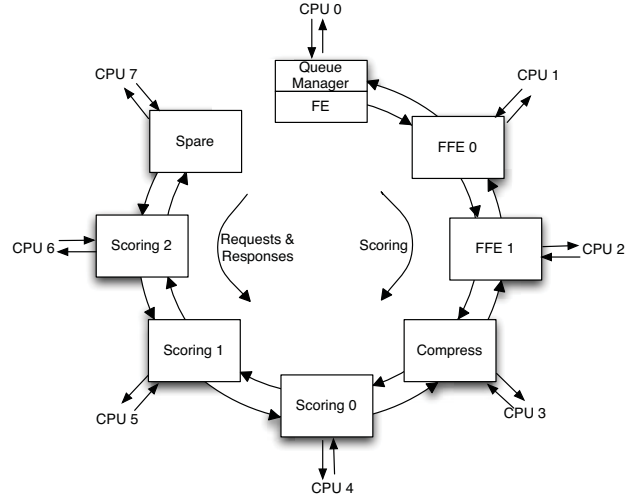 CPU 0
Queue
Manager
FE
CPU 7
CPU 1
Spare
FFE 0
CPU 6
Scoring 2
Requests &
Responses
Scoring
FFE 1
CPU 2
Scoring 1
Compress
Scoring 0
CPU 5
CPU 3
CPU 4